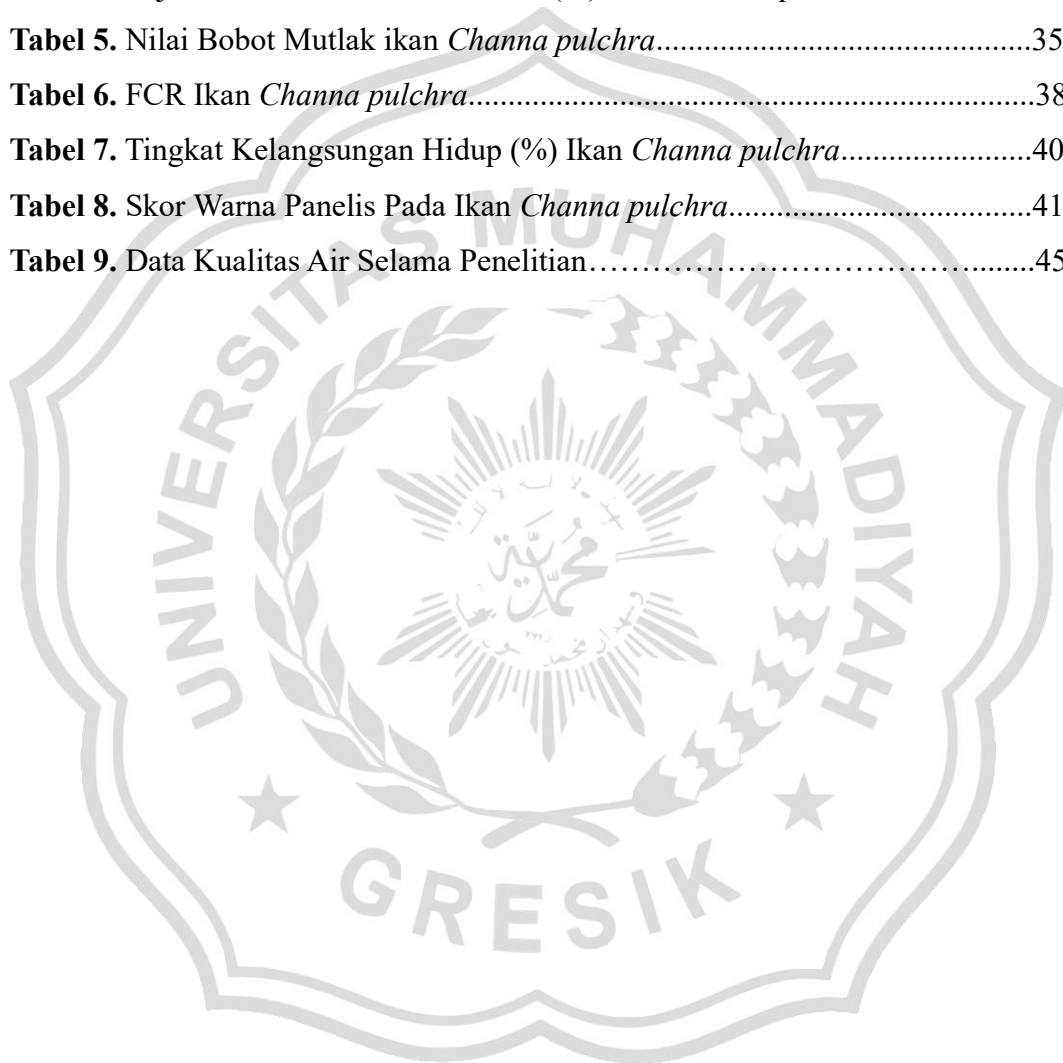 Tabel 5. Nilai Bobot Mutlak ikan Channa pulchra..........................................................35
Tabel 6. FCR Ikan Channa pulchra....................................................................................38
Tabel 7. Tingkat Kelangsungan Hidup (%) Ikan Channa pulchra.............................40
Tabel 8. Skor Warna Panelis Pada Ikan Channa pulchra.............................................41
Tabel 9. Data Kualitas Air Selama Penelitian…………………………………….........45
UNIVERSITAS MUHAMMADIYAH
GRESIK